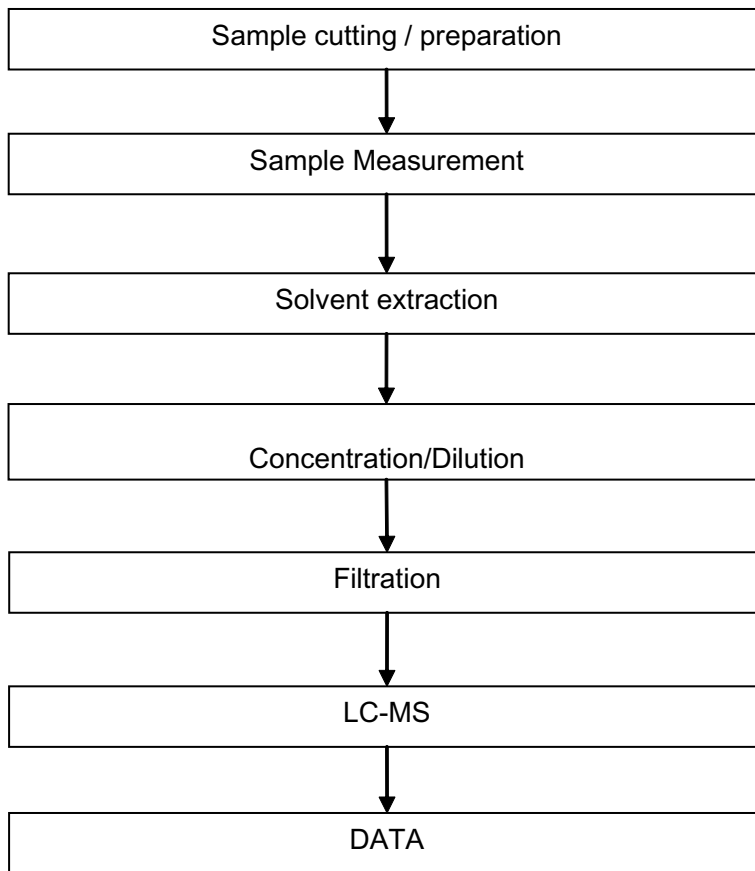 Sample cutting / preparation
Sample Measurement
Solvent extraction
Concentration/Dilution
Filtration
LC-MS
DATA